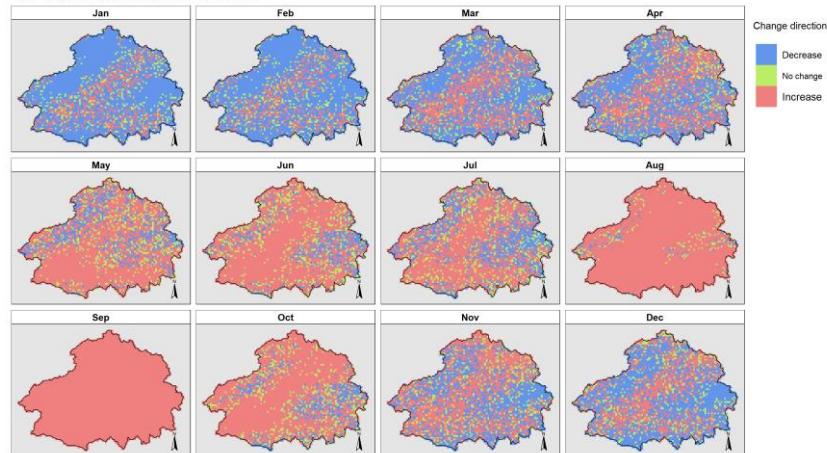 Jan
Feb
Mar
Apr
Change direction
Decrease
No change
Increase
May
Jun
Jul
Aug
Sep
Oct
Nov
Dec
N
N
N
N
N
N
N
N
N
N
N
N